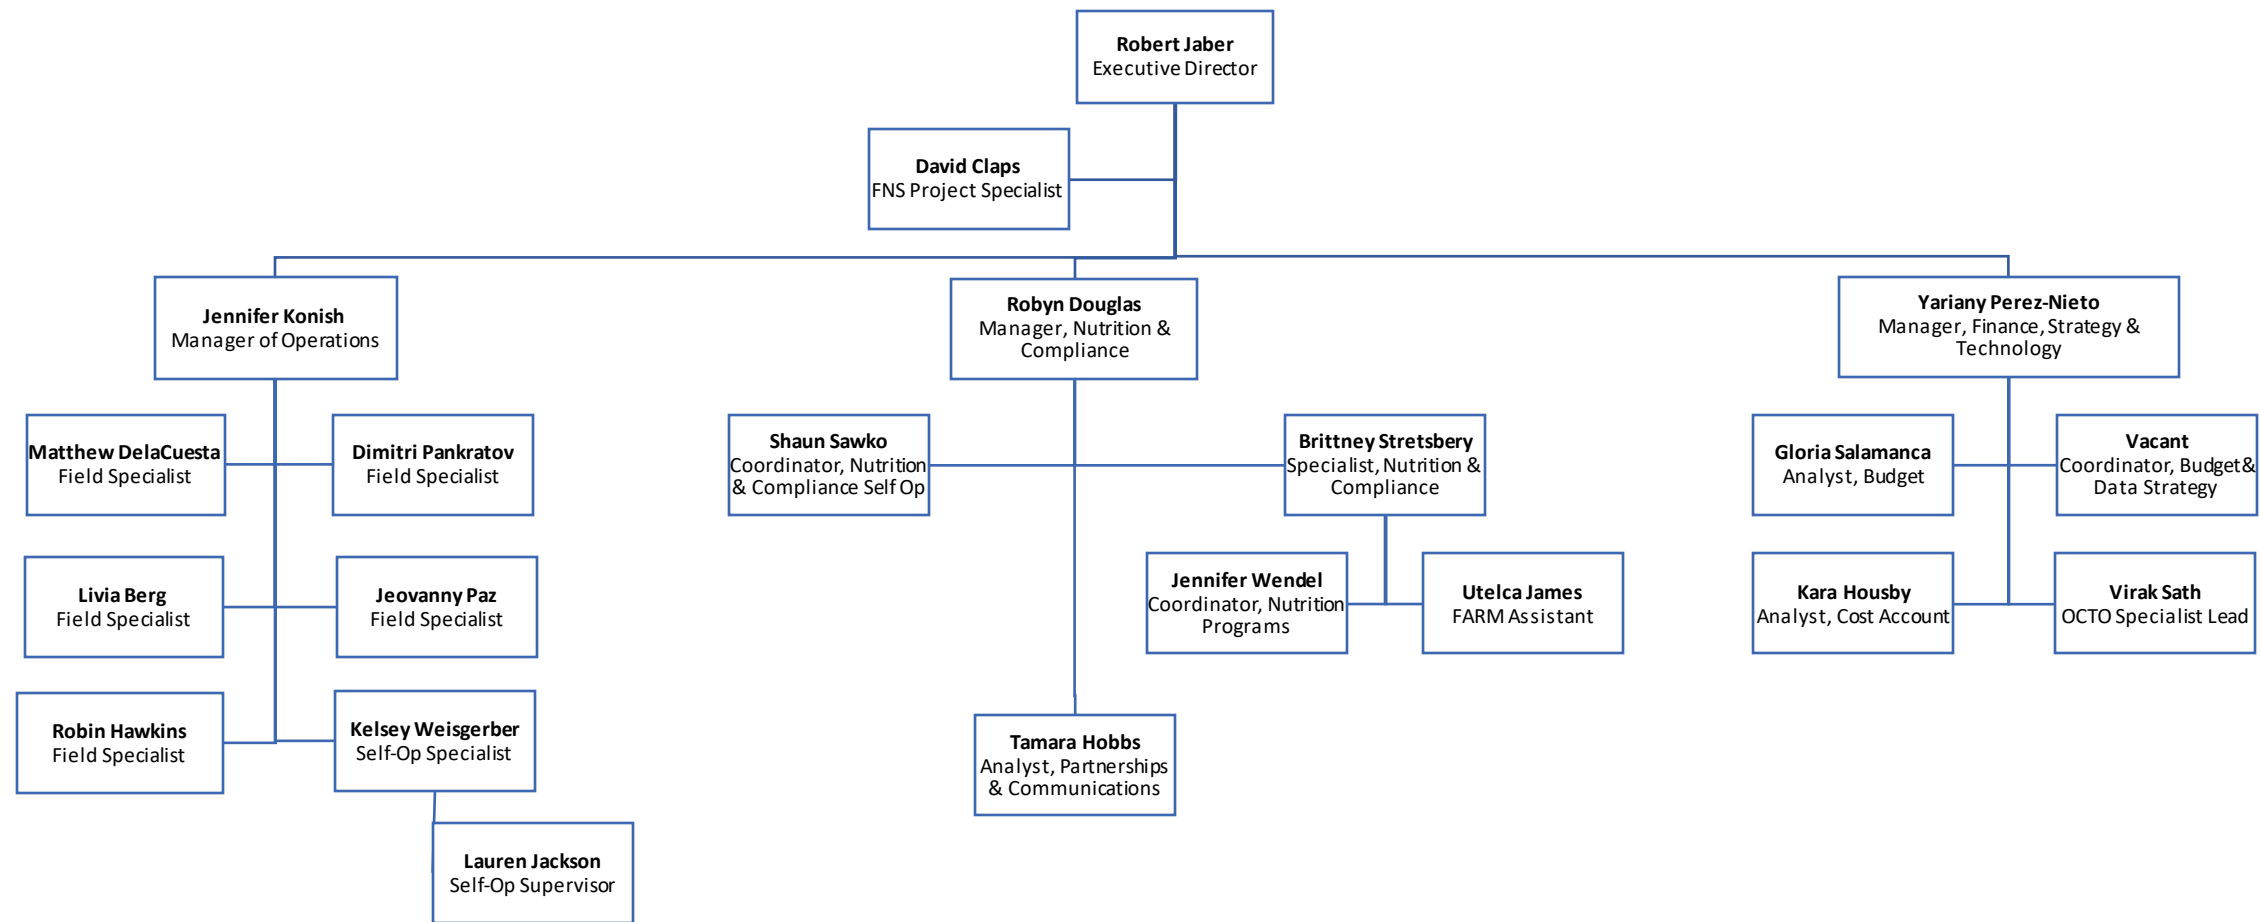 Robert Jaber
Executive Director
David Claps
FNS Project Specialist
Jennifer Konish
Manager of Operations
Robyn Douglas
Manager, Nutrition &
Compliance
Yariany Perez-Nieto
Manager, Finance, Strategy &
Technology
Matthew DelaCuesta
Field Specialist
Dimitri Pankratov
Field Specialist
Shaun Sawko
Coordinator, Nutrition
& Compliance Self Op
Brittney Stretsbery
Specialist, Nutrition &
Compliance
Gloria Salamanca
Analyst, Budget
Vacant
Coordinator, Budget&
Data Strategy
Livia Berg
Field Specialist
Jeovanny Paz
Field Specialist
Jennifer Wendel
Coordinator, Nutrition
Programs
Utelca James
FARM Assistant
Kara Housby
Analyst, Cost Account
Virak Sath
OCTO Specialist Lead
Robin Hawkins
Field Specialist
Kelsey Weisgerber
Self-Op Specialist
Tamara Hobbs
Analyst, Partnerships
& Communications
Lauren Jackson
Self-Op Supervisor